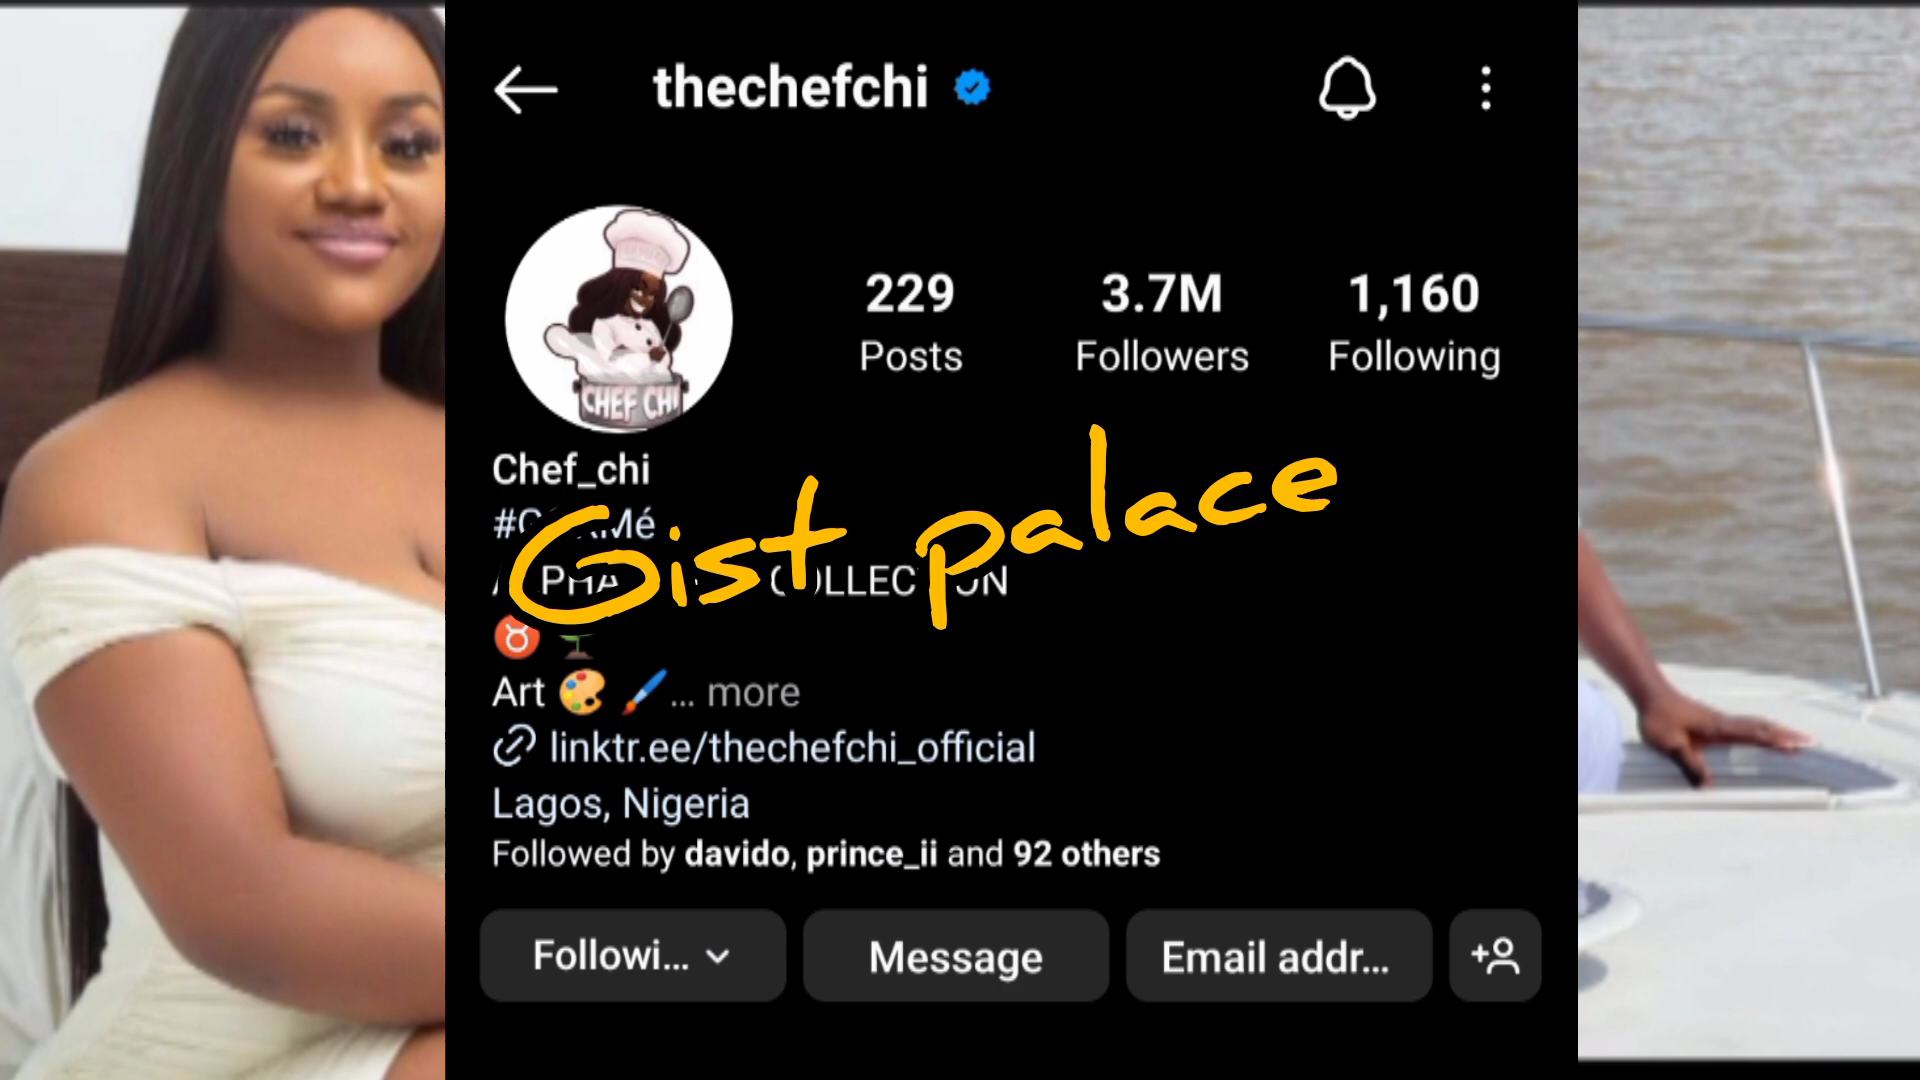 thechefchi
CHEF CHI
229
Posts
3.7M
Followers
1,160
Following
Chef_chi
Gist palace
Art 🎨 🖌️... more
linktr.ee/thechefchi_official
Lagos, Nigeria
Followed by davido, prince_ii and 92 others
Followi...
Message
Email addr...